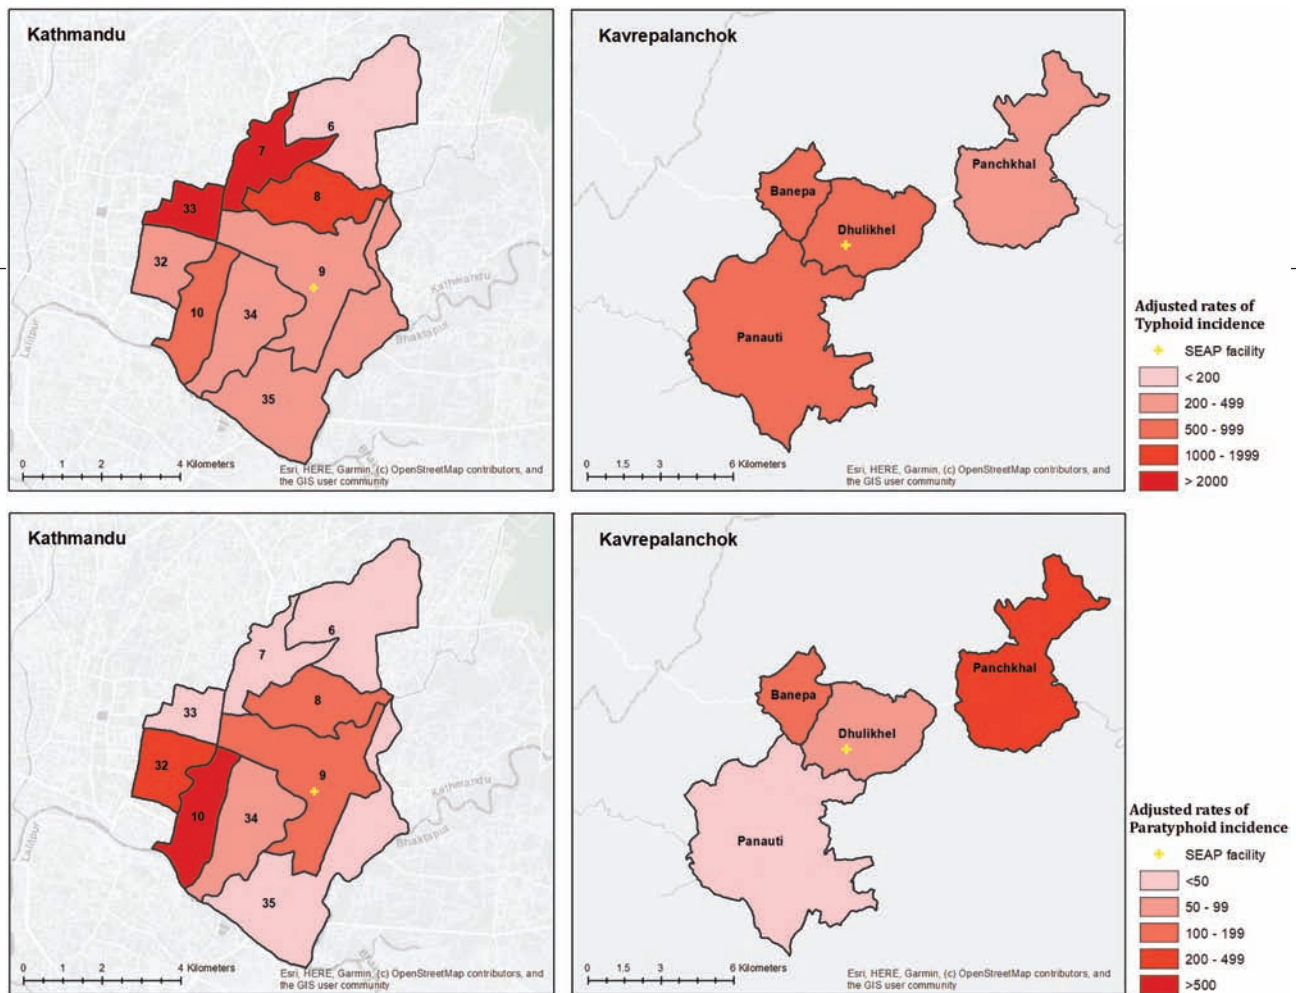 Kathmandu
6
7
8
33
32
9
10
34
35
Lalitpur
Kathmandu
Bhaktapur
0 1 2 4 Kilometers
Esri, HERE, Garmin, (c) OpenStreetMap contributors, and
the GIS user community
Kavrepalanchok
Panchkhal
Banepa
Dhulikhel
Panauti
0 1.5 3 6 Kilometers
Esri, HERE, Garmin, (c) OpenStreetMap contributors, and
the GIS user community
Adjusted rates of
Typhoid incidence
SEAP facility
< 200
200 - 499
500 - 999
1000 - 1999
> 2000
Kathmandu
6
7
8
33
32
9
10
34
35
Lalitpur
Kathmandu
Bhaktapur
0 1 2 4 Kilometers
Esri, HERE, Garmin, (c) OpenStreetMap contributors, and
the GIS user community
Kavrepalanchok
Panchkhal
Banepa
Dhulikhel
Panauti
0 1.5 3 6 Kilometers
Esri, HERE, Garmin, (c) OpenStreetMap contributors, and
the GIS user community
Adjusted rates of
Paratyphoid incidence
SEAP facility
<50
50 - 99
100 - 199
200 - 499
>500